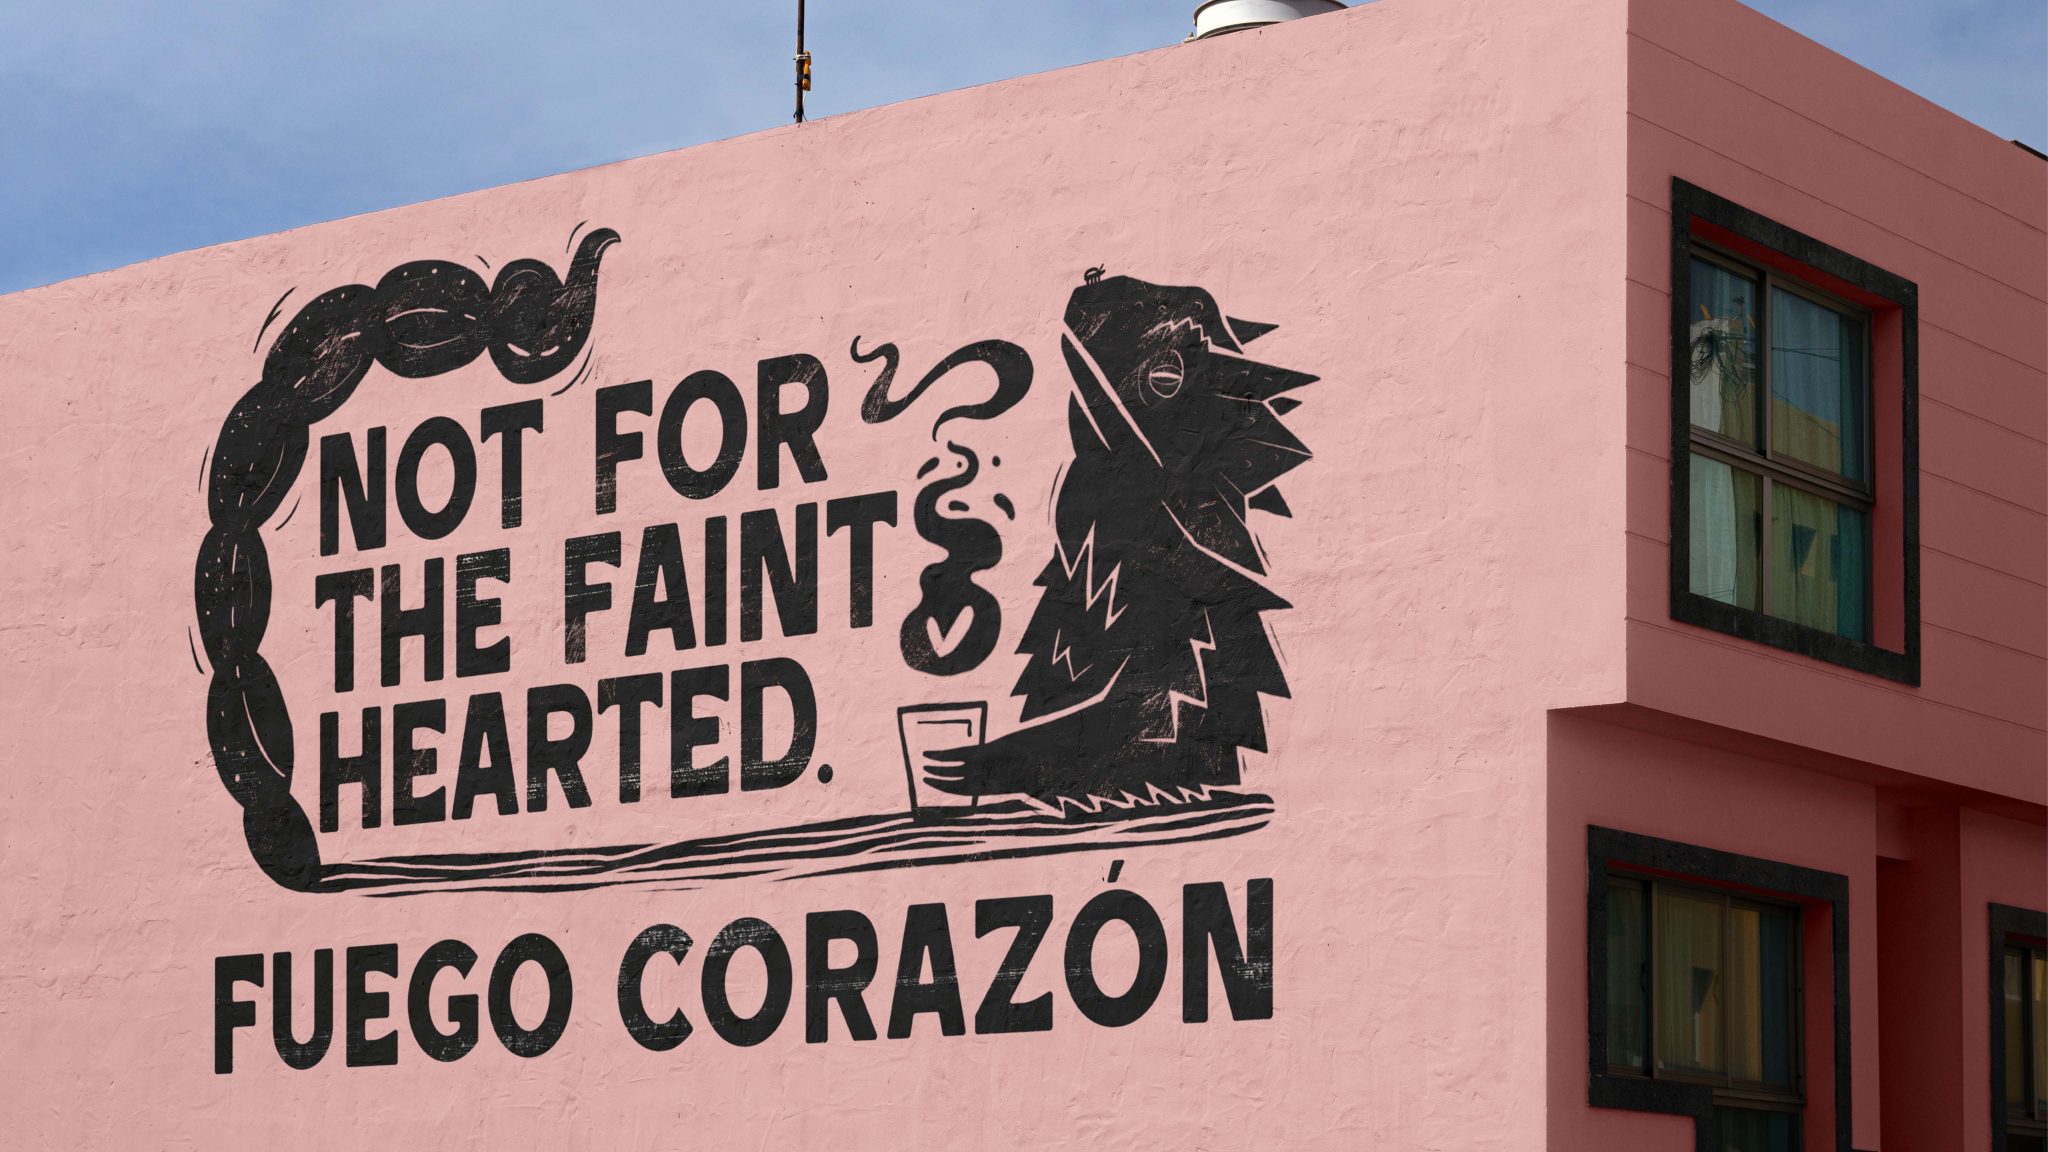 NOT FOR
THE FAINT
HEARTED.
FUEGO CORAZÓN